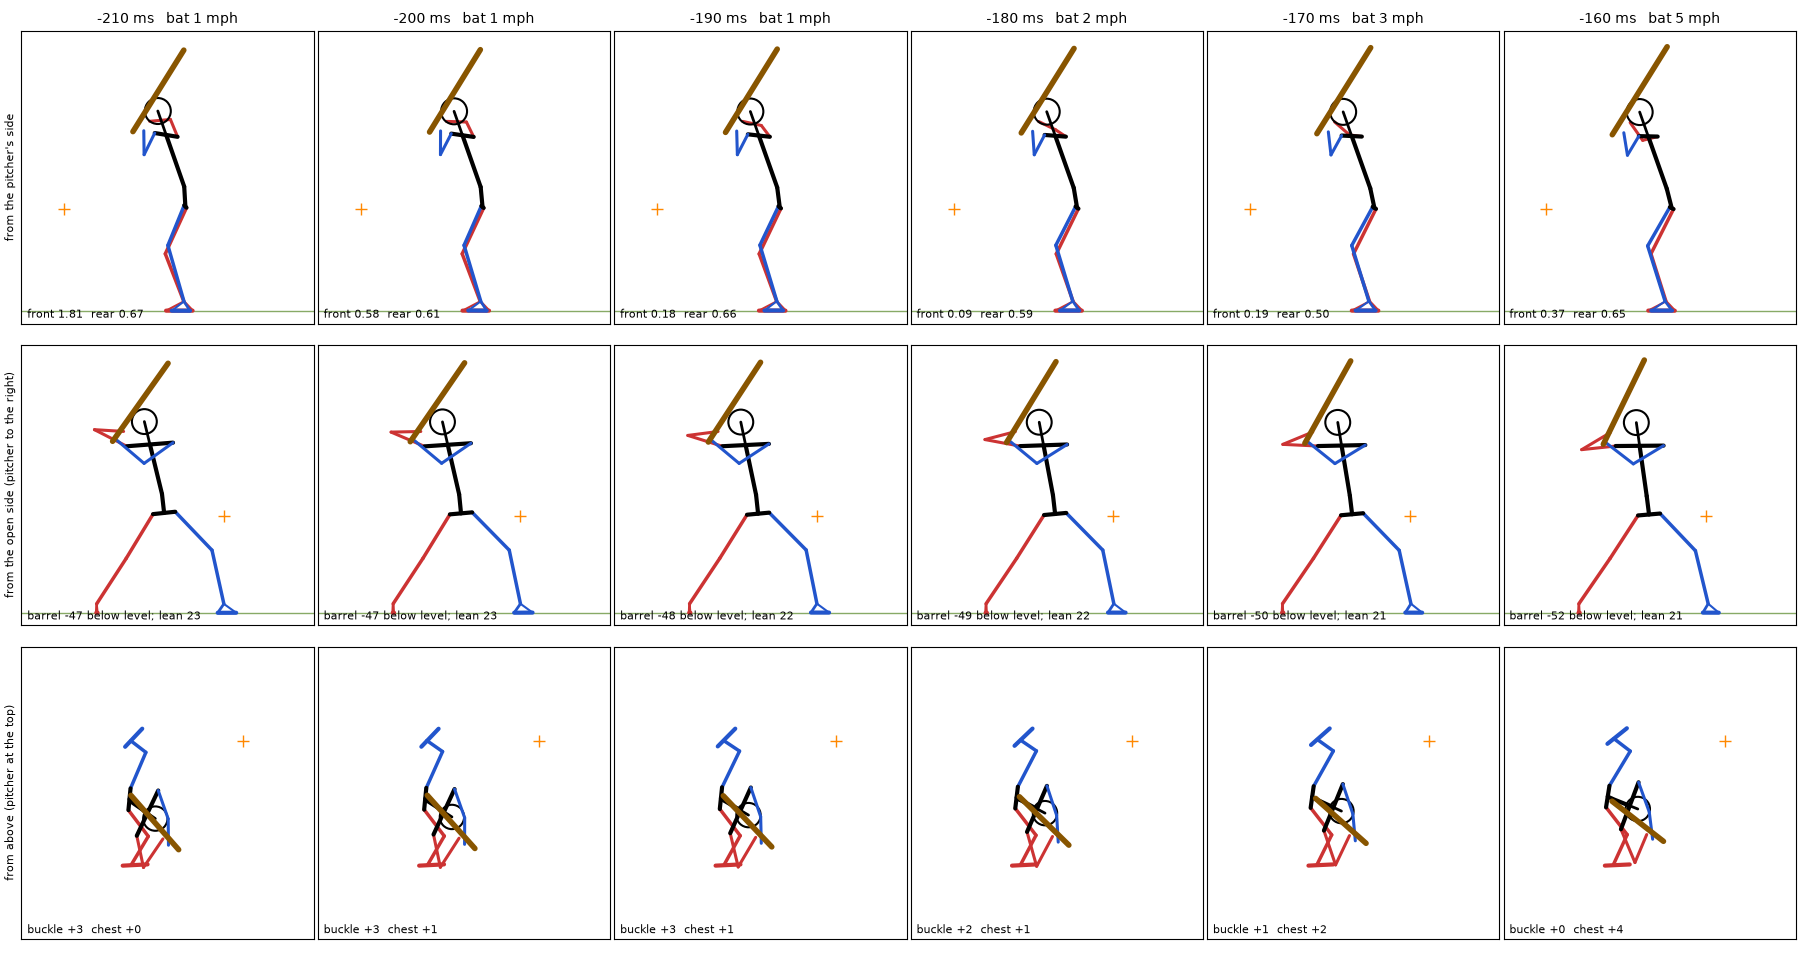 -210 ms   bat 1 mph
-200 ms   bat 1 mph
-190 ms   bat 1 mph
-180 ms   bat 2 mph
-170 ms   bat 3 mph
-160 ms   bat 5 mph
from the pitcher's side
front 1.81  rear 0.67
front 0.58  rear 0.61
front 0.18  rear 0.66
front 0.09  rear 0.59
front 0.19  rear 0.50
front 0.37  rear 0.65
from the open side (pitcher to the right)
barrel -47 below level; lean 23
barrel -47 below level; lean 23
barrel -48 below level; lean 22
barrel -49 below level; lean 22
barrel -50 below level; lean 21
barrel -52 below level; lean 21
from above (pitcher at the top)
buckle +3  chest +0
buckle +3  chest +1
buckle +3  chest +1
buckle +2  chest +1
buckle +1  chest +2
buckle +0  chest +4